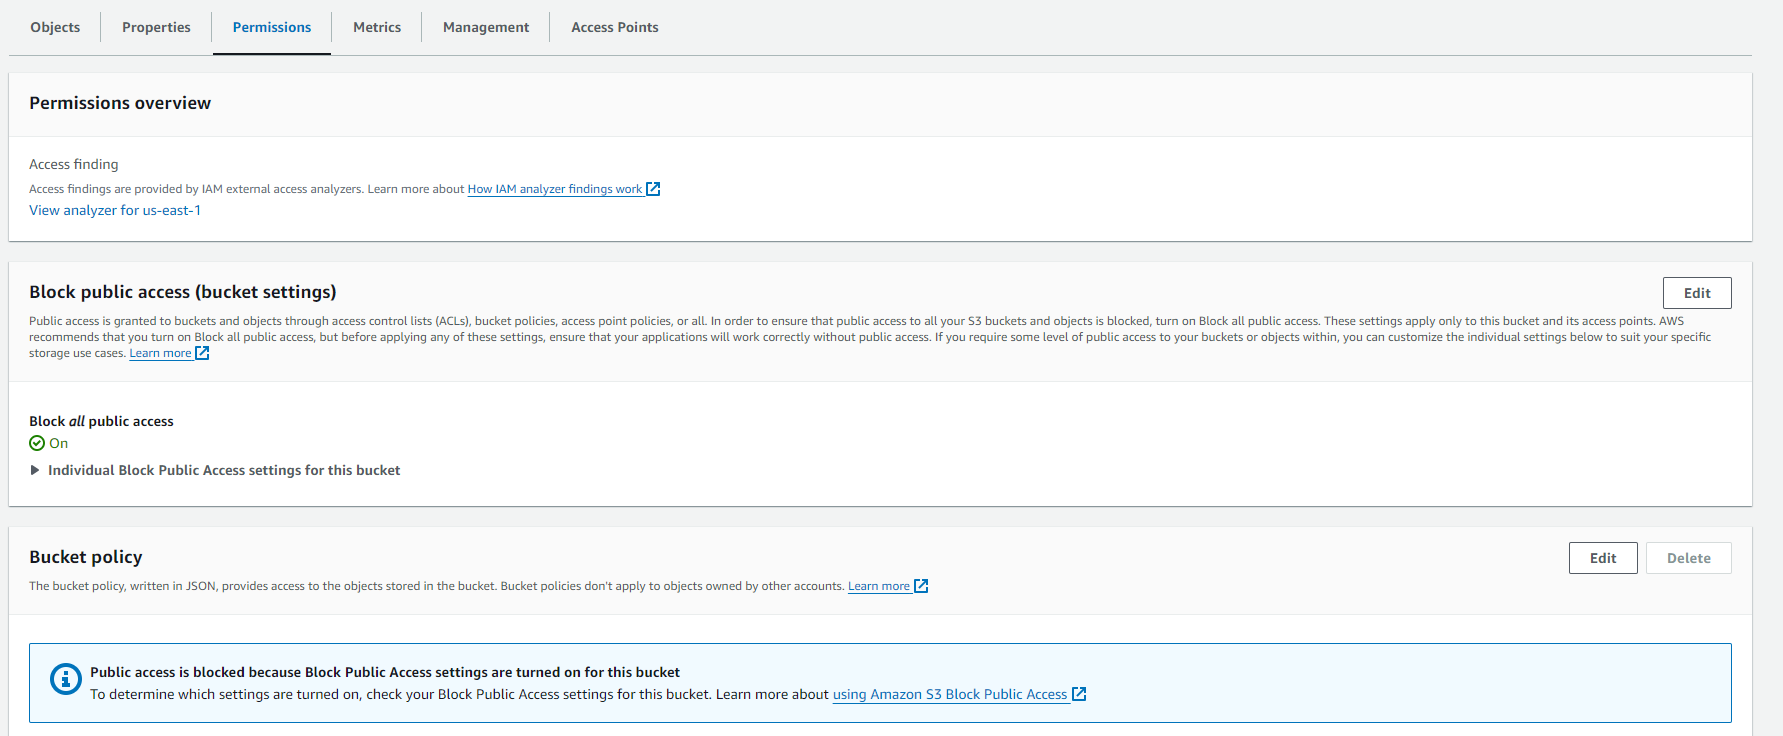 Objects
Properties
Permissions
Metrics
Management
Access Points
Permissions overview
Access finding
Access findings are provided by IAM external access analyzers. Learn more about How IAM analyzer findings work
View analyzer for us-east-1
Block public access (bucket settings)
Edit
Public access is granted to buckets and objects through access control lists (ACLs), bucket policies, access point policies, or all. In order to ensure that public access to all your S3 buckets and objects is blocked, turn on Block all public access. These settings apply only to this bucket and its access points. AWS
recommends that you turn on Block all public access, but before applying any of these settings, ensure that your applications will work correctly without public access. If you require some level of public access to your buckets or objects within, you can customize the individual settings below to suit your specific
storage use cases. Learn more
Block all public access
On
Individual Block Public Access settings for this bucket
Bucket policy
Edit
Delete
The bucket policy, written in JSON, provides access to the objects stored in the bucket. Bucket policies don't apply to objects owned by other accounts. Learn more
Public access is blocked because Block Public Access settings are turned on for this bucket
To determine which settings are turned on, check your Block Public Access settings for this bucket. Learn more about using Amazon S3 Block Public Access